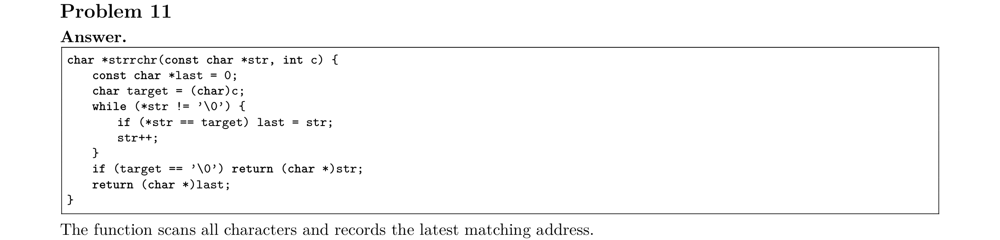 Problem 11
Answer.
char *strrchr(const char *str, int c) {
    const char *last = 0;
    char target = (char)c;
    while (*str != ’\0’) {
        if (*str == target) last = str;
        str++;
    }
    if (target == ’\0’) return (char *)str;
    return (char *)last;
}
The function scans all characters and records the latest matching address.